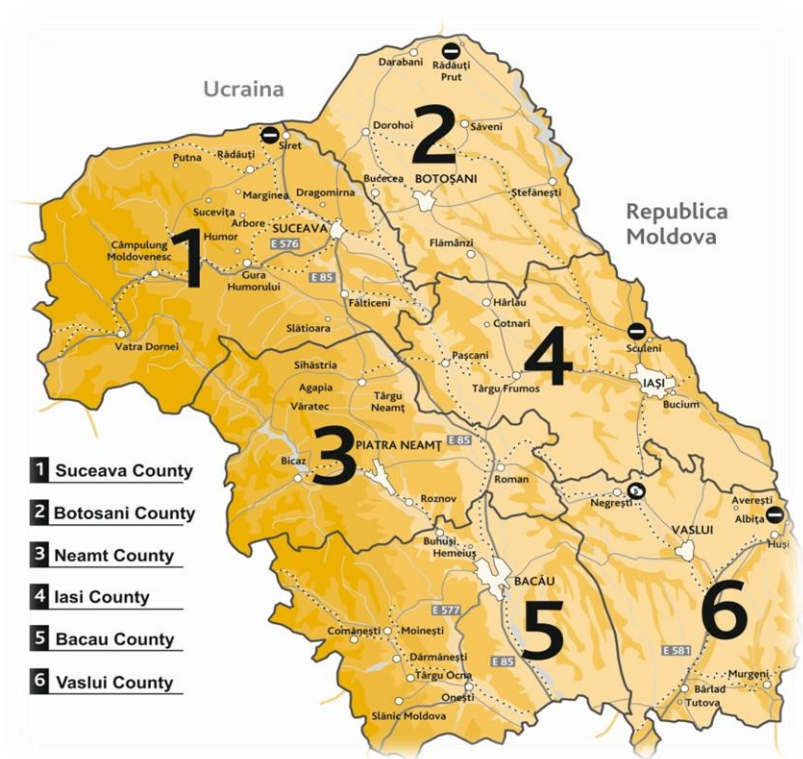 Ucraina
Darabani
Rădăuți
Prut
2
Dorohoi
Săveni
Siret
Putna
Rădăuți
Bucecea
BOTOȘANI
Ștefănești
Marginea
Dragomirna
Sucevița
Arbore
SUCEAVA
Republica
Moldova
1
Humor
E 576
Flămânzi
Câmpulung
Moldovenesc
Gura
Humorului
E 85
Fălticeni
Hârlau
Cotnari
4
Slătioara
Sculeni
Vatra Dornei
Pașcani
Sihăstria
Târgu Frumos
IAȘI
Agapia
Târgu
Neamț
Bucium
Văratec
3
PIATRA NEAMȚ
E 85
Bicaz
Roman
Roznov
Negrești
Averești
Albița
Huși
VASLUI
Buhuși
Hemeiuș
BACĂU
5
6
E 577
Comănești
Moinești
Dărmănești
E 85
E 581
Târgu Ocna
Onești
Slănic Moldova
Murgeni
Bârlad
Tutova
1 Suceava County
2 Botosani County
3 Neamt County
4 Iasi County
5 Bacau County
6 Vaslui County